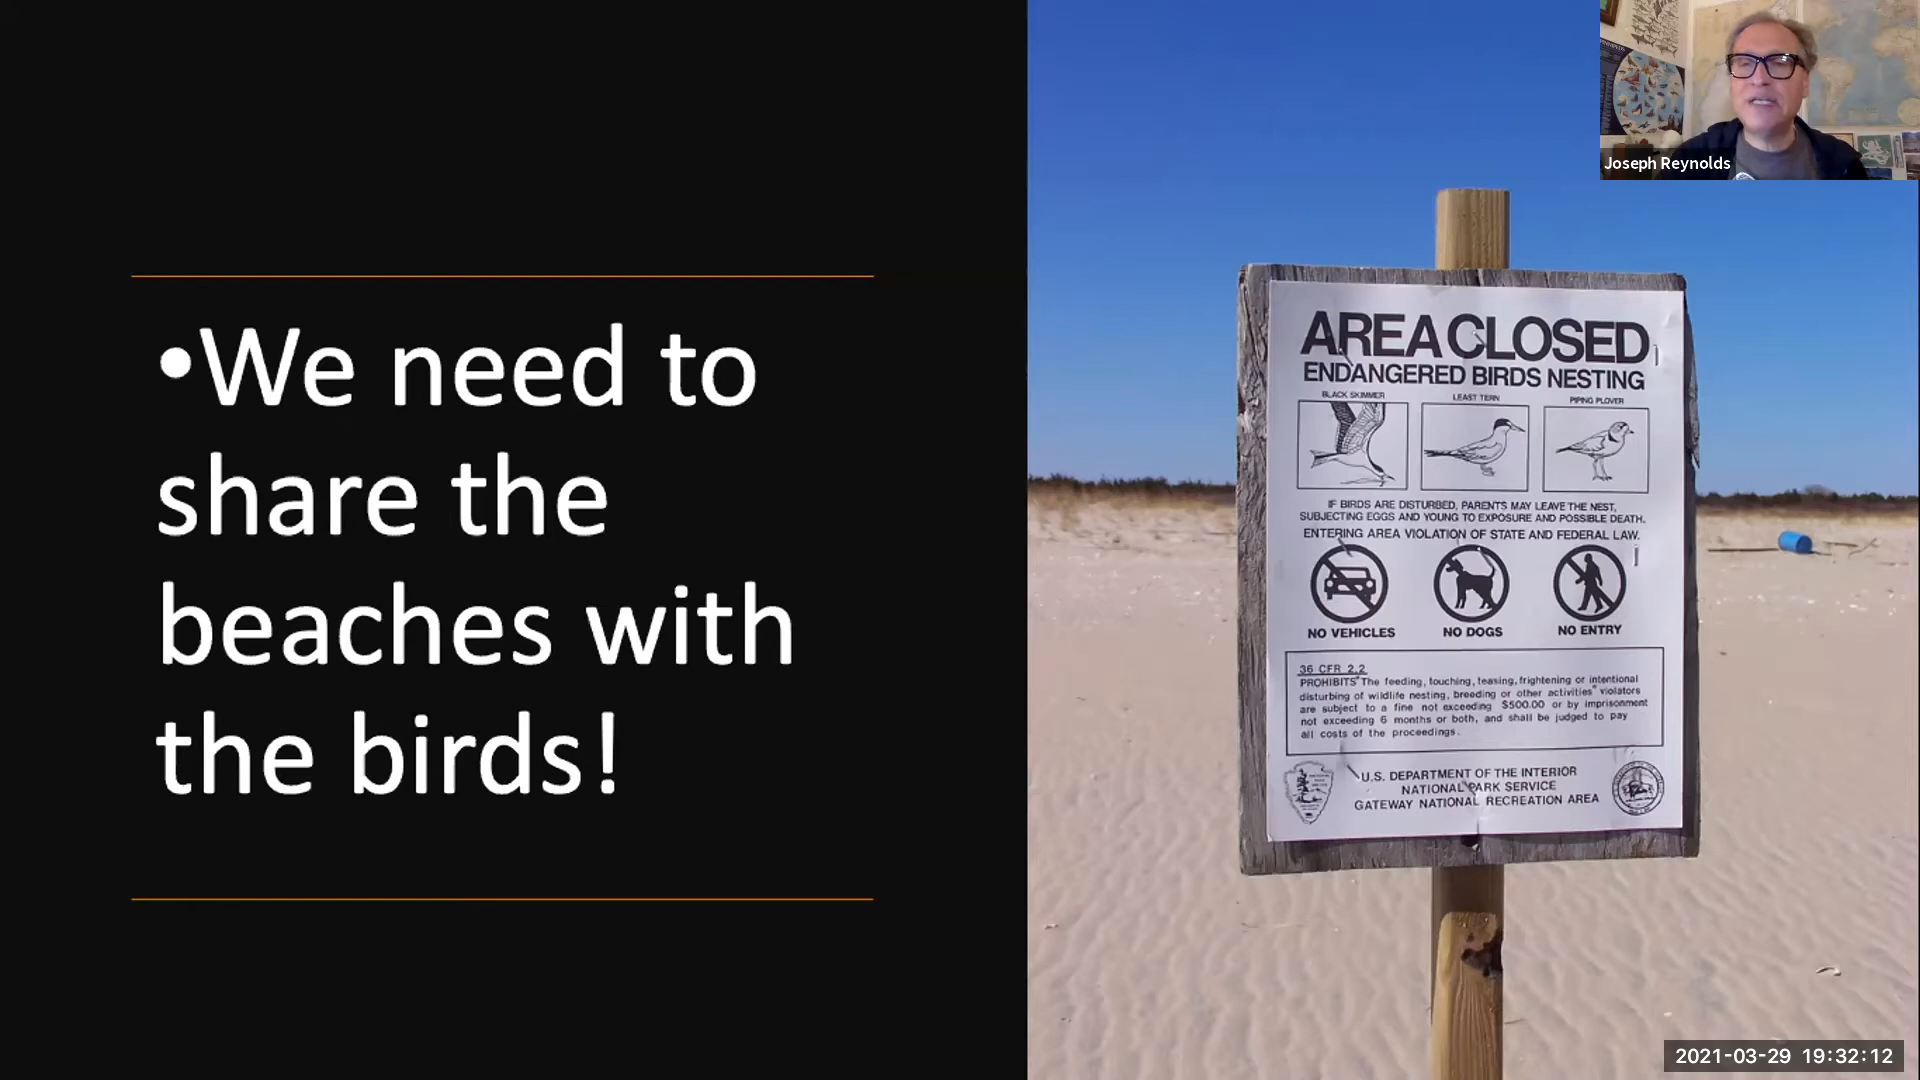 •We need to
share the
beaches with
the birds!
Joseph Reynolds
AREA CLOSED
ENDANGERED BIRDS NESTING
BLACK SKIMMER
LEAST TERN
PIPING PLOVER
IF BIRDS ARE DISTURBED, PARENTS MAY LEAVE THE NEST,
SUBJECTING EGGS AND YOUNG TO EXPOSURE AND POSSIBLE DEATH.
ENTERING AREA VIOLATION OF STATE AND FEDERAL LAW.
NO VEHICLES
NO DOGS
NO ENTRY
36 CFR 2.2
PROHIBITS "The feeding, touching, teasing, frightening or intentional
disturbing of wildlife nesting, breeding or other activities" violators
are subject to a fine not exceeding $500.00 or by imprisonment
not exceeding 6 months or both, and shall be judged to pay
all costs of the proceedings.
U.S. DEPARTMENT OF THE INTERIOR
NATIONAL PARK SERVICE
GATEWAY NATIONAL RECREATION AREA
2021-03-29 19:32:12